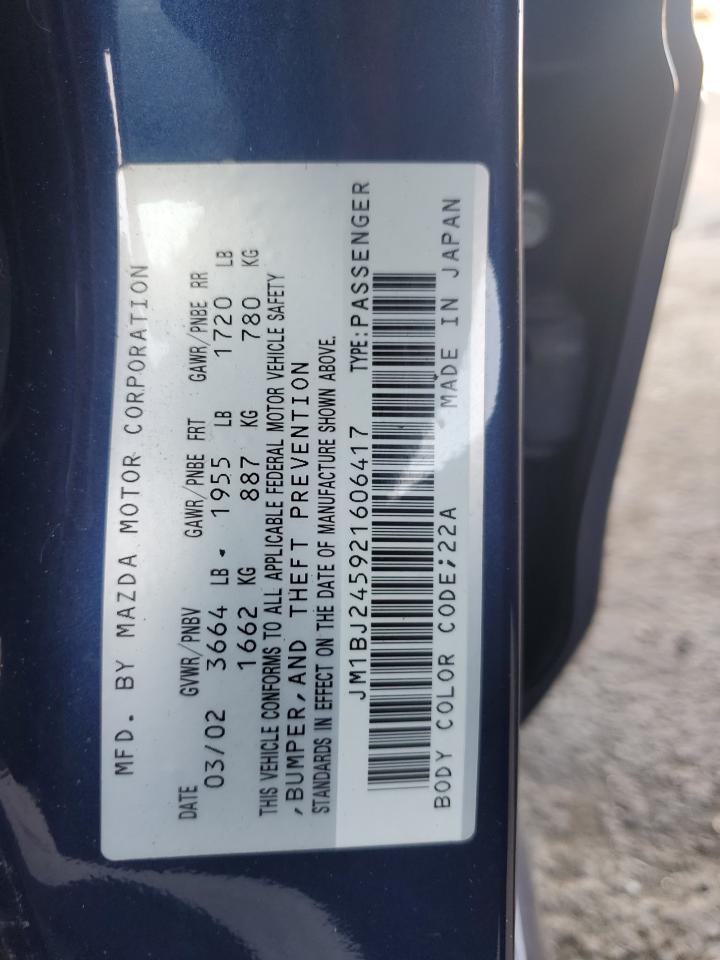 MFD. BY MAZDA MOTOR CORPORATION
DATE GVWR/PNBV GAWR/PNBE FRT GAWR/PNBE RR
03/02 3664 LB 1955 LB 1720 LB
1662 KG 887 KG 780 KG
THIS VEHICLE CONFORMS TO ALL APPLICABLE FEDERAL MOTOR VEHICLE SAFETY
,BUMPER,AND THEFT PREVENTION
STANDARDS IN EFFECT ON THE DATE OF MANUFACTURE SHOWN ABOVE.
JM1BJ245921606417 TYPE:PASSENGER
BODY COLOR CODE;22A MADE IN JAPAN